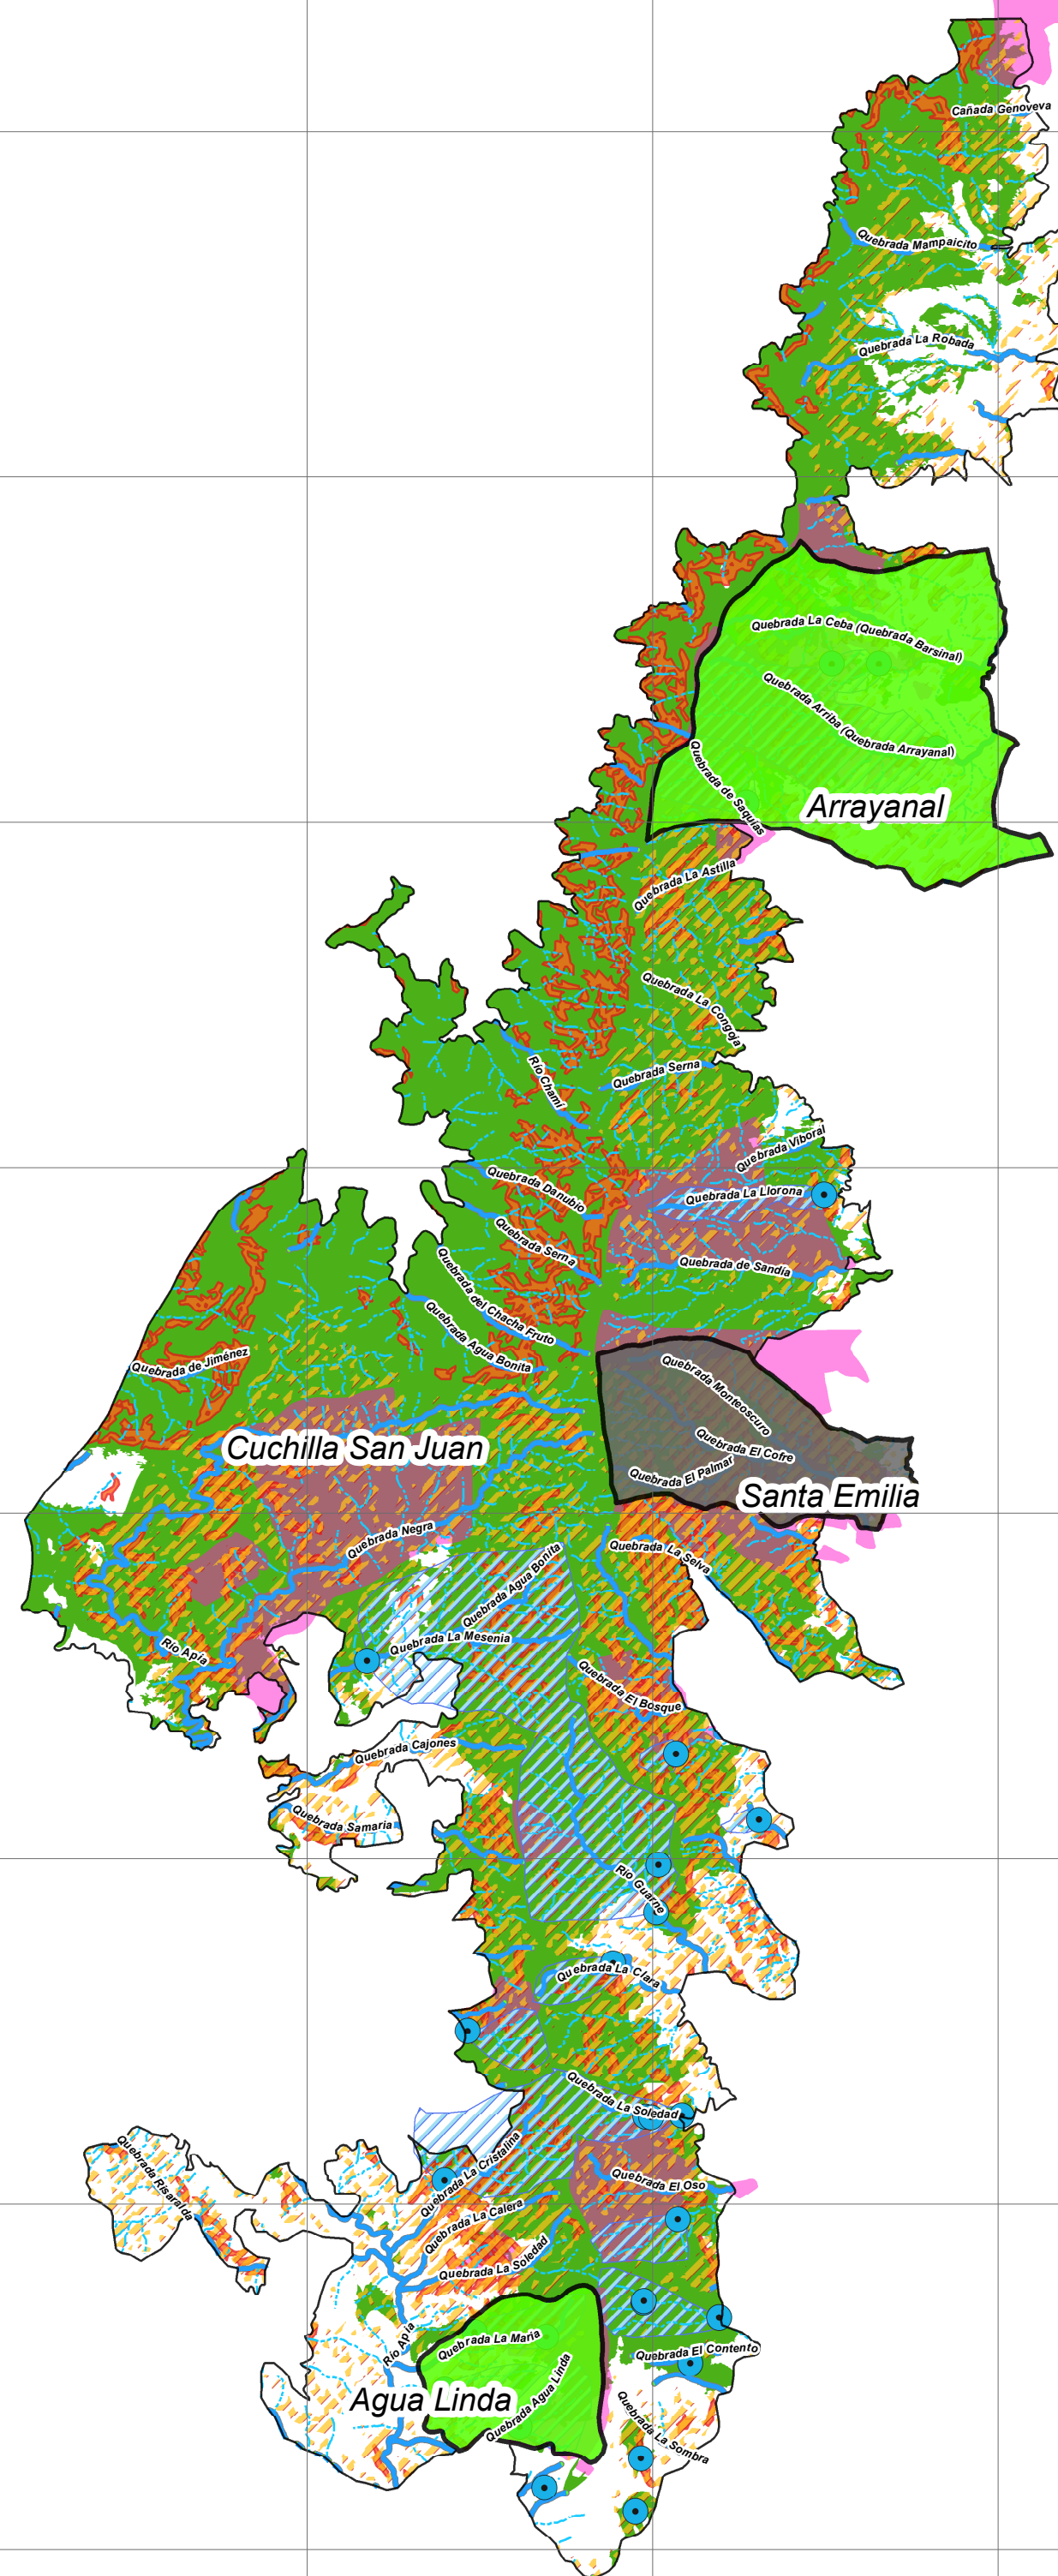 Cañada Genoveva
Quebrada Mampaicito
Quebrada La Robada
Quebrada La Ceba (Quebrada Barsinal)
Quebrada Arriba (Quebrada Arrayanal)
Quebrada de Saquías
Arrayanal
Quebrada La Astilla
Quebrada La Congoja
Río Chamí
Quebrada Serna
Quebrada Viboral
Quebrada Danubio
Quebrada La Llorona
Quebrada Serna
Quebrada de Sandía
Quebrada del Chacha Fruto
Quebrada Agua Bonita
Quebrada de Jiménez
Quebrada Monteoscuro
Cuchilla San Juan
Quebrada El Cofre
Quebrada El Palmar
Santa Emilia
Quebrada Negra
Quebrada La Selva
Quebrada Agua Bonita
Quebrada La Mesenia
Río Apía
Quebrada El Bosque
Quebrada Cajones
Quebrada Samaria
Río Guarne
Quebrada La Clara
Quebrada La Soledad
Quebrada Risaralda
Quebrada La Cristalina
Quebrada El Oso
Quebrada La Calera
Quebrada La Soledad
Río Apía
Quebrada La María
Quebrada El Contento
Agua Linda
Quebrada Agua Linda
Quebrada La Sombra